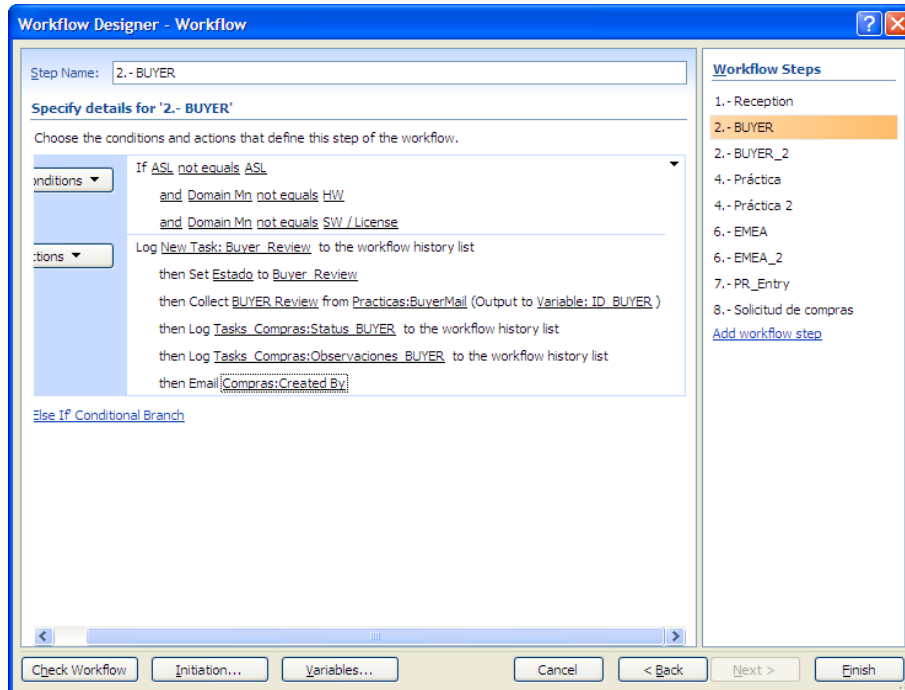 Workflow Designer - Workflow
Step Name: 2.- BUYER
Specify details for '2.- BUYER'
Choose the conditions and actions that define this step of the workflow.
onditions
If ASL not equals ASL
and Domain Mn not equals HW
and Domain Mn not equals SW / License
ctions
Log New Task: Buyer_Review to the workflow history list
then Set Estado to Buyer_Review
then Collect BUYER Review from Practicas:BuyerMail (Output to Variable: ID_BUYER )
then Log Tasks_Compras:Status_BUYER to the workflow history list
then Log Tasks_Compras:Observaciones_BUYER to the workflow history list
then Email Compras:Created By
Else If' Conditional Branch
Workflow Steps
1.- Reception
2.- BUYER
2.- BUYER_2
4.- Práctica
4.- Práctica 2
6.- EMEA
6.- EMEA_2
7.- PR_Entry
8.- Solicitud de compras
Add workflow step
Check Workflow
Initiation...
Variables...
Cancel
< Back
Next >
Finish